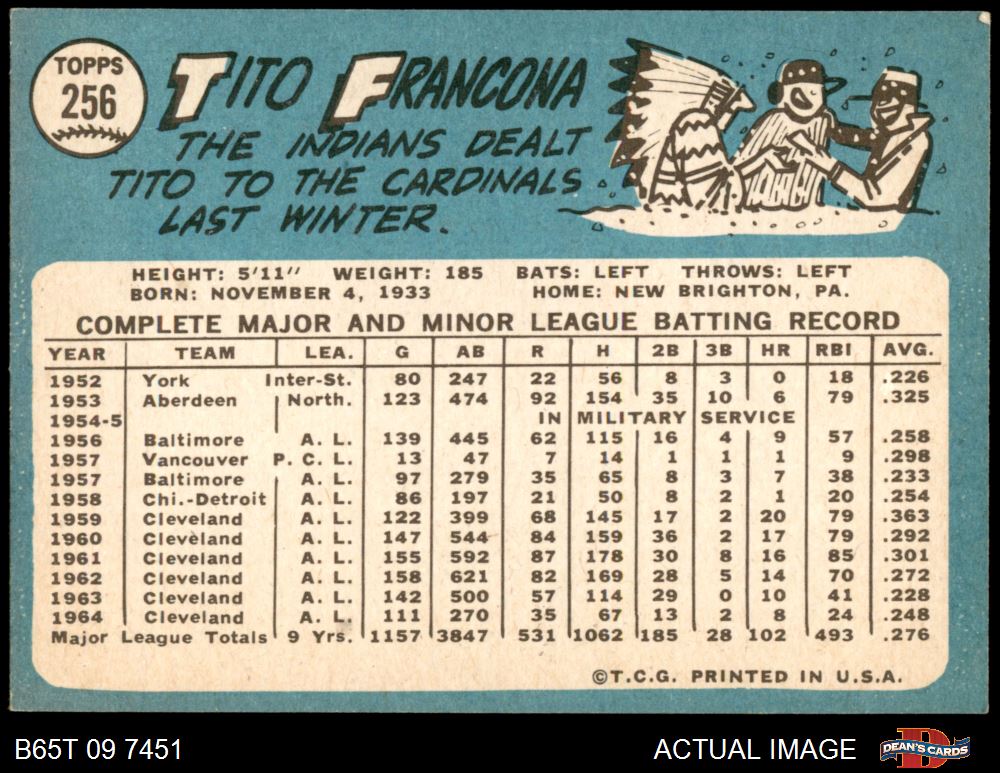 TOPPS
256
TITO FRANCONA
THE INDIANS DEALT
TITO TO THE CARDINALS
LAST WINTER.
HEIGHT: 5'11" WEIGHT: 185 BATS: LEFT THROWS: LEFT
BORN: NOVEMBER 4, 1933 HOME: NEW BRIGHTON, PA.
COMPLETE MAJOR AND MINOR LEAGUE BATTING RECORD
YEAR TEAM LEA. G AB R H 2B 3B HR RBI AVG.
1952 York Inter-St. 80 247 22 56 8 3 0 18 .226
1953 Aberdeen North. 123 474 92 154 35 10 6 79 .325
1954-5 IN MILITARY SERVICE
1956 Baltimore A. L. 139 445 62 115 16 4 9 57 .258
1957 Vancouver P. C. L. 13 47 7 14 1 1 1 9 .298
1957 Baltimore A. L. 97 279 35 65 8 3 7 38 .233
1958 Chi.-Detroit A. L. 86 197 21 50 8 2 1 20 .254
1959 Cleveland A. L. 122 399 68 145 17 2 20 79 .363
1960 Cleveland A. L. 147 544 84 159 36 2 17 79 .292
1961 Cleveland A. L. 155 592 87 178 30 8 16 85 .301
1962 Cleveland A. L. 158 621 82 169 28 5 14 70 .272
1963 Cleveland A. L. 142 500 57 114 29 0 10 41 .228
1964 Cleveland A. L. 111 270 35 67 13 2 8 24 .248
Major League Totals 9 Yrs. 1157 3847 531 1062 185 28 102 493 .276
©T.C.G. PRINTED IN U.S.A.
B65T 09 7451 ACTUAL IMAGE DEAN'S CARDS